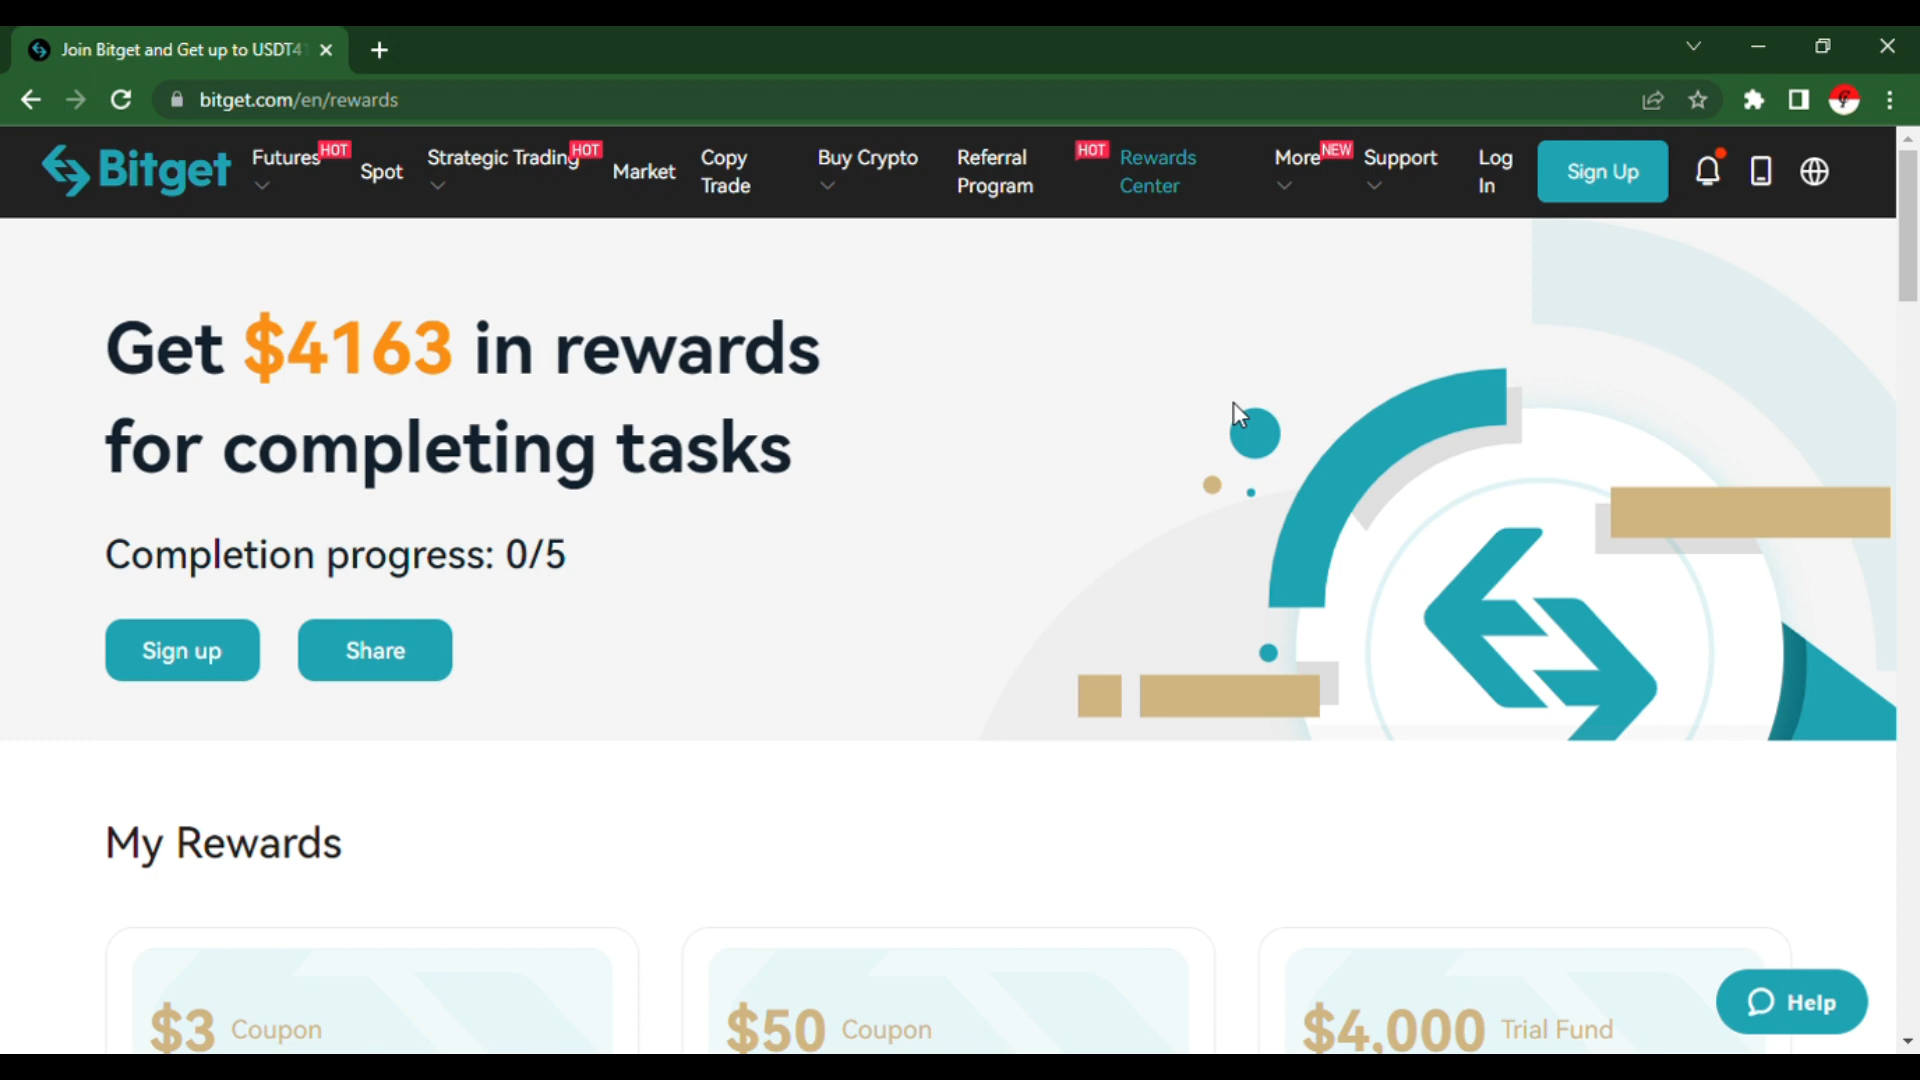 Join Bitget and Get up to USDT41
bitget.com/en/rewards
Bitget
Futures HOT
Spot
Strategic Trading HOT
Market
Copy
Trade
Buy Crypto
Referral
Program
HOT
Rewards
Center
More NEW
Support
Log
In
Sign Up
Get $4163 in rewards
for completing tasks
Completion progress: 0/5
Sign up
Share
My Rewards
$3 Coupon
$50 Coupon
$4,000 Trial Fund
Help